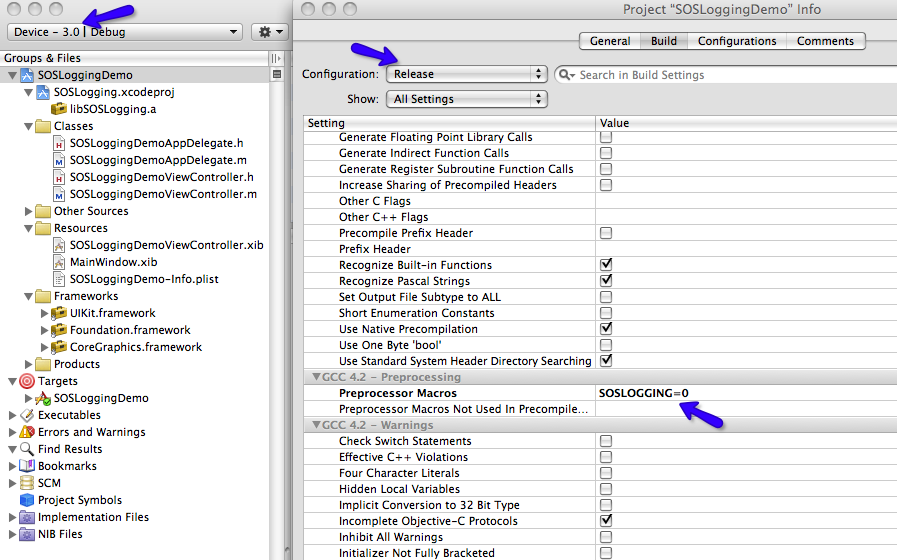 Device - 3.0 | Debug
Groups & Files
SOSLoggingDemo
SOSLogging.xcodeproj
libSOSLogging.a
Classes
SOSLoggingDemoAppDelegate.h
SOSLoggingDemoAppDelegate.m
SOSLoggingDemoViewController.h
SOSLoggingDemoViewController.m
Other Sources
Resources
SOSLoggingDemoViewController.xib
MainWindow.xib
SOSLoggingDemo-Info.plist
Frameworks
UIKit.framework
Foundation.framework
CoreGraphics.framework
Products
Targets
SOSLoggingDemo
Executables
Errors and Warnings
Find Results
Bookmarks
SCM
Project Symbols
Implementation Files
NIB Files
Project “SOSLoggingDemo” Info
General Build Configurations Comments
Configuration: Release
Search in Build Settings
Show: All Settings
Setting Value
Generate Floating Point Library Calls
Generate Indirect Function Calls
Generate Register Subroutine Function Calls
Increase Sharing of Precompiled Headers
Other C Flags
Other C++ Flags
Precompile Prefix Header
Prefix Header
Recognize Built-in Functions
Recognize Pascal Strings
Set Output File Subtype to ALL
Short Enumeration Constants
Use Native Precompilation
Use One Byte 'bool'
Use Standard System Header Directory Searching
GCC 4.2 - Preprocessing
Preprocessor Macros SOSLOGGING=0
Preprocessor Macros Not Used In Precompile...
GCC 4.2 - Warnings
Check Switch Statements
Effective C++ Violations
Four Character Literals
Hidden Local Variables
Implicit Conversion to 32 Bit Type
Incomplete Objective-C Protocols
Inhibit All Warnings
Initializer Not Fully Bracketed